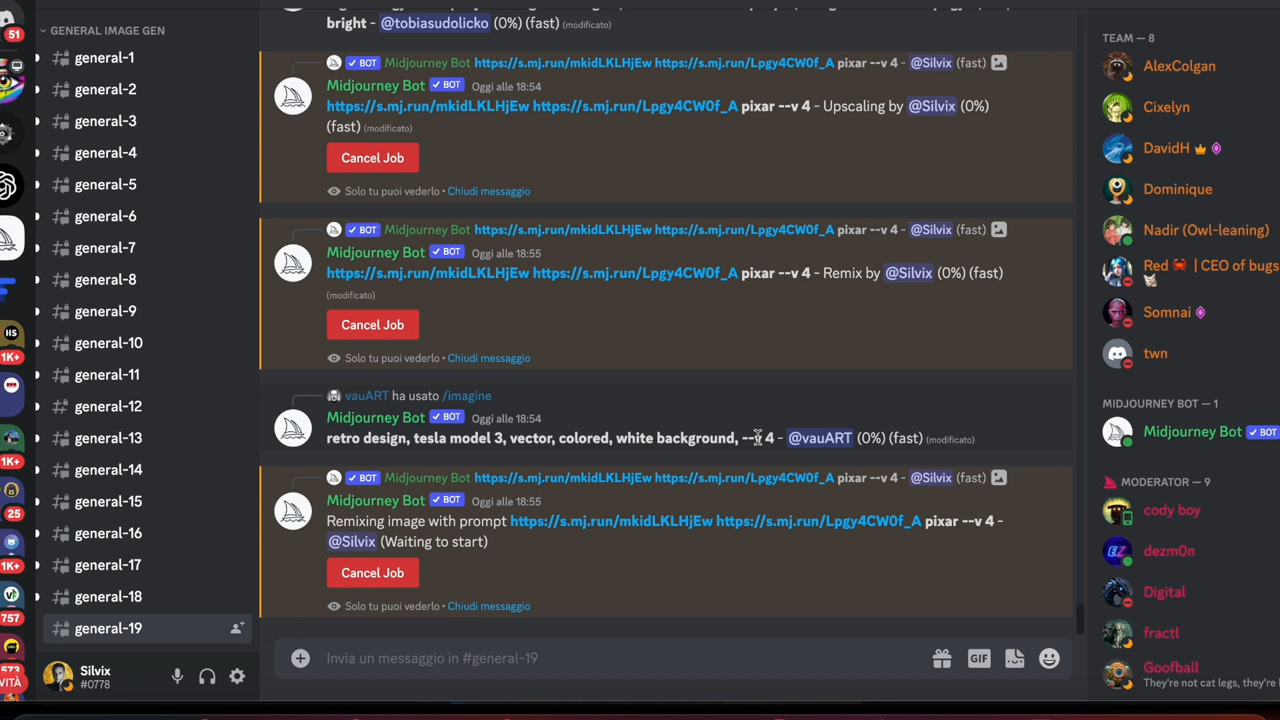 51
1K+
1K+
25
1K+
757
573
VITÀ
GENERAL IMAGE GEN
general-1
general-2
general-3
general-4
general-5
general-6
general-7
general-8
general-9
general-10
general-11
general-12
general-13
general-14
general-15
general-16
general-17
general-18
general-19
Silvix
#0778
bright - @tobiasudolicko (0%) (fast) (modificato)
BOT Midjourney Bot https://s.mj.run/mkidLKLHjEw https://s.mj.run/Lpgy4CW0f_A pixar --v 4 - @Silvix (fast)
Midjourney Bot BOT Oggi alle 18:54
https://s.mj.run/mkidLKLHjEw https://s.mj.run/Lpgy4CW0f_A pixar --v 4 - Upscaling by @Silvix (0%)
(fast) (modificato)
Cancel Job
Solo tu puoi vederlo • Chiudi messaggio
BOT Midjourney Bot https://s.mj.run/mkidLKLHjEw https://s.mj.run/Lpgy4CW0f_A pixar --v 4 - @Silvix (fast)
Midjourney Bot BOT Oggi alle 18:55
https://s.mj.run/mkidLKLHjEw https://s.mj.run/Lpgy4CW0f_A pixar --v 4 - Remix by @Silvix (0%) (fast)
(modificato)
Cancel Job
Solo tu puoi vederlo • Chiudi messaggio
vauART ha usato /imagine
Midjourney Bot BOT Oggi alle 18:54
retro design, tesla model 3, vector, colored, white background, --v 4 - @vauART (0%) (fast) (modificato)
BOT Midjourney Bot https://s.mj.run/mkidLKLHjEw https://s.mj.run/Lpgy4CW0f_A pixar --v 4 - @Silvix (fast)
Midjourney Bot BOT Oggi alle 18:55
Remixing image with prompt https://s.mj.run/mkidLKLHjEw https://s.mj.run/Lpgy4CW0f_A pixar --v 4 -
@Silvix (Waiting to start)
Cancel Job
Solo tu puoi vederlo • Chiudi messaggio
Invia un messaggio in #general-19
GIF
TEAM — 8
AlexColgan
Cixelyn
DavidH
Dominique
Nadir (Owl-leaning)
Red | CEO of bugs
Somnai
twn
MIDJOURNEY BOT — 1
Midjourney Bot BOT
MODERATOR — 9
cody boy
dezm0n
Digital
fractl
Goofball
They're not cat legs, they're